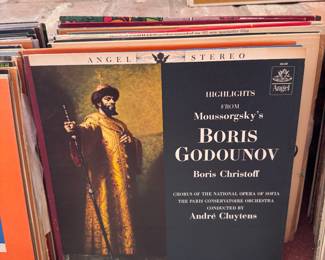 ANGEL STEREO
Angel
HIGHLIGHTS
FROM
Moussorgsky's
BORIS
GODOUNOV
Boris Christoff
CHORUS OF THE NATIONAL OPERA OF SOFIA
THE PARIS CONSERVATOIRE ORCHESTRA
CONDUCTED BY
André Cluytens